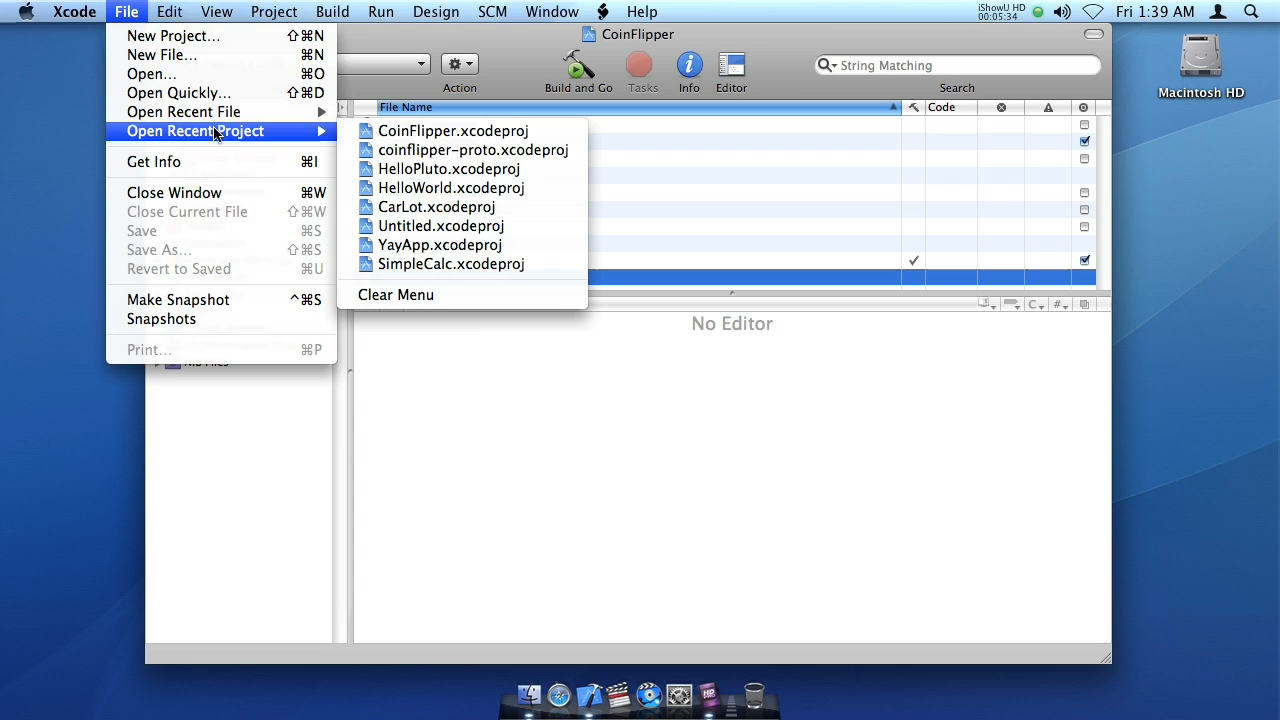 Xcode File Edit View Project Build Run Design SCM Window Help iShowU HD 00:05:34 Fri 1:39 AM
New Project... ⇧⌘N
New File... ⌘N
Open... ⌘O
Open Quickly... ⇧⌘D
Open Recent File
Open Recent Project
Get Info ⌘I
Close Window ⌘W
Close Current File ⇧⌘W
Save ⌘S
Save As... ⇧⌘S
Revert to Saved ⌘U
Make Snapshot ^⌘S
Snapshots
Print... ⌘P
CoinFlipper.xcodeproj
Coinflipper-proto.xcodeproj
HelloPluto.xcodeproj
HelloWorld.xcodeproj
CarLot.xcodeproj
Untitled.xcodeproj
YayApp.xcodeproj
SimpleCalc.xcodeproj
Clear Menu
CoinFlipper
String Matching
Action Build and Go Tasks Info Editor Search
File Name Code
No Editor
NIB Files
Macintosh HD
HD